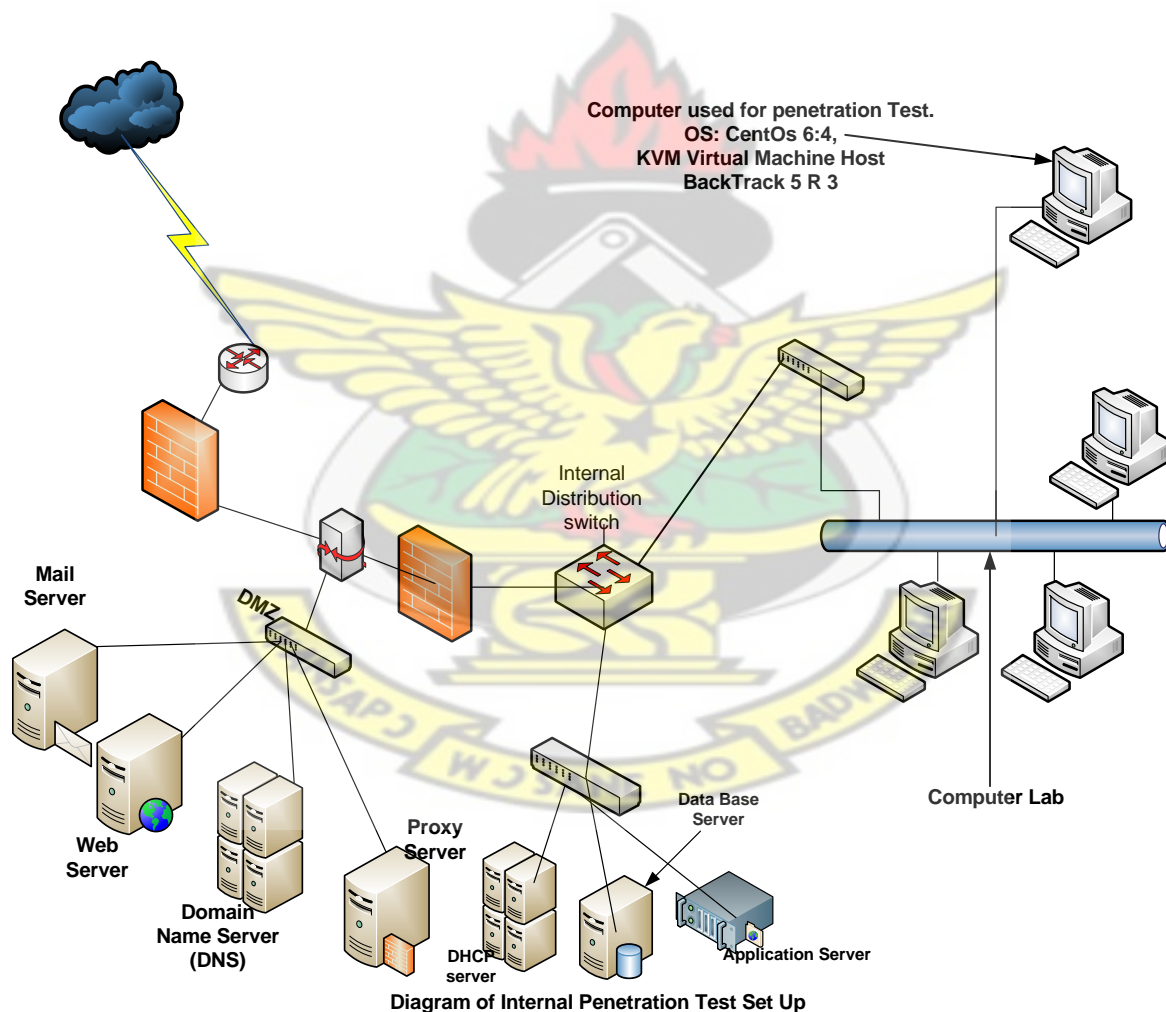 Computer used for penetration Test.
OS: CentOs 6:4,
KVM Virtual Machine Host
BackTrack 5 R 3
Internal
Distribution
switch
Mail
Server
DMZ
Web
Server
Domain
Name Server
(DNS)
Proxy
Server
DHCP
server
Data Base
Server
Application Server
Computer Lab
NO
Diagram of Internal Penetration Test Set Up